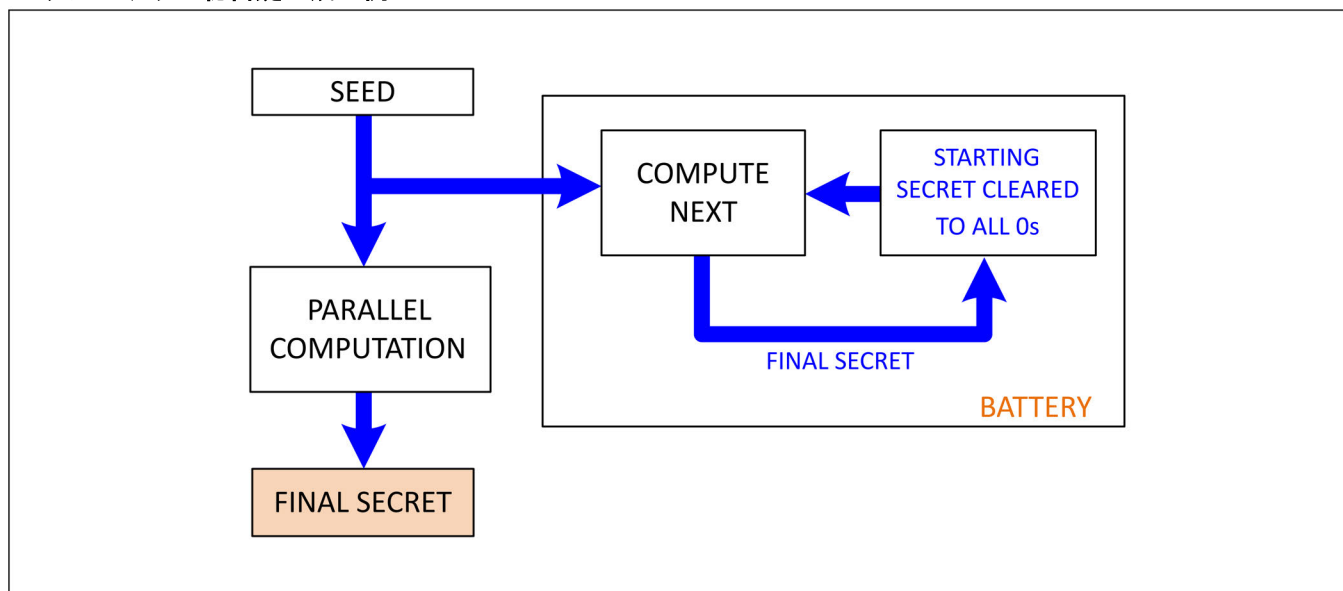 SEED
COMPUTE
NEXT
STARTING
SECRET CLEARED
TO ALL 0s
PARALLEL
COMPUTATION
FINAL SECRET
BATTERY
FINAL SECRET